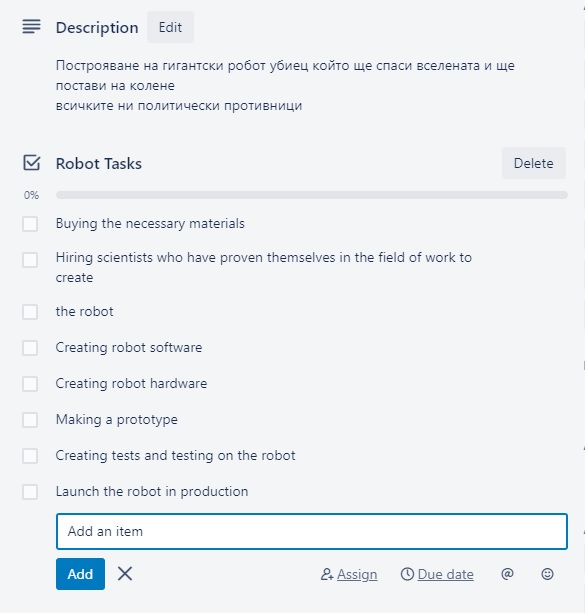 Description Edit
Построяване на гигантски робот убиец който ще спаси вселената и ще
постави на колене
всичките ни политически противници
Robot Tasks Delete
0%
Buying the necessary materials
Hiring scientists who have proven themselves in the field of work to
create
the robot
Creating robot software
Creating robot hardware
Making a prototype
Creating tests and testing on the robot
Launch the robot in production
Add an item
Add Assign Due date @